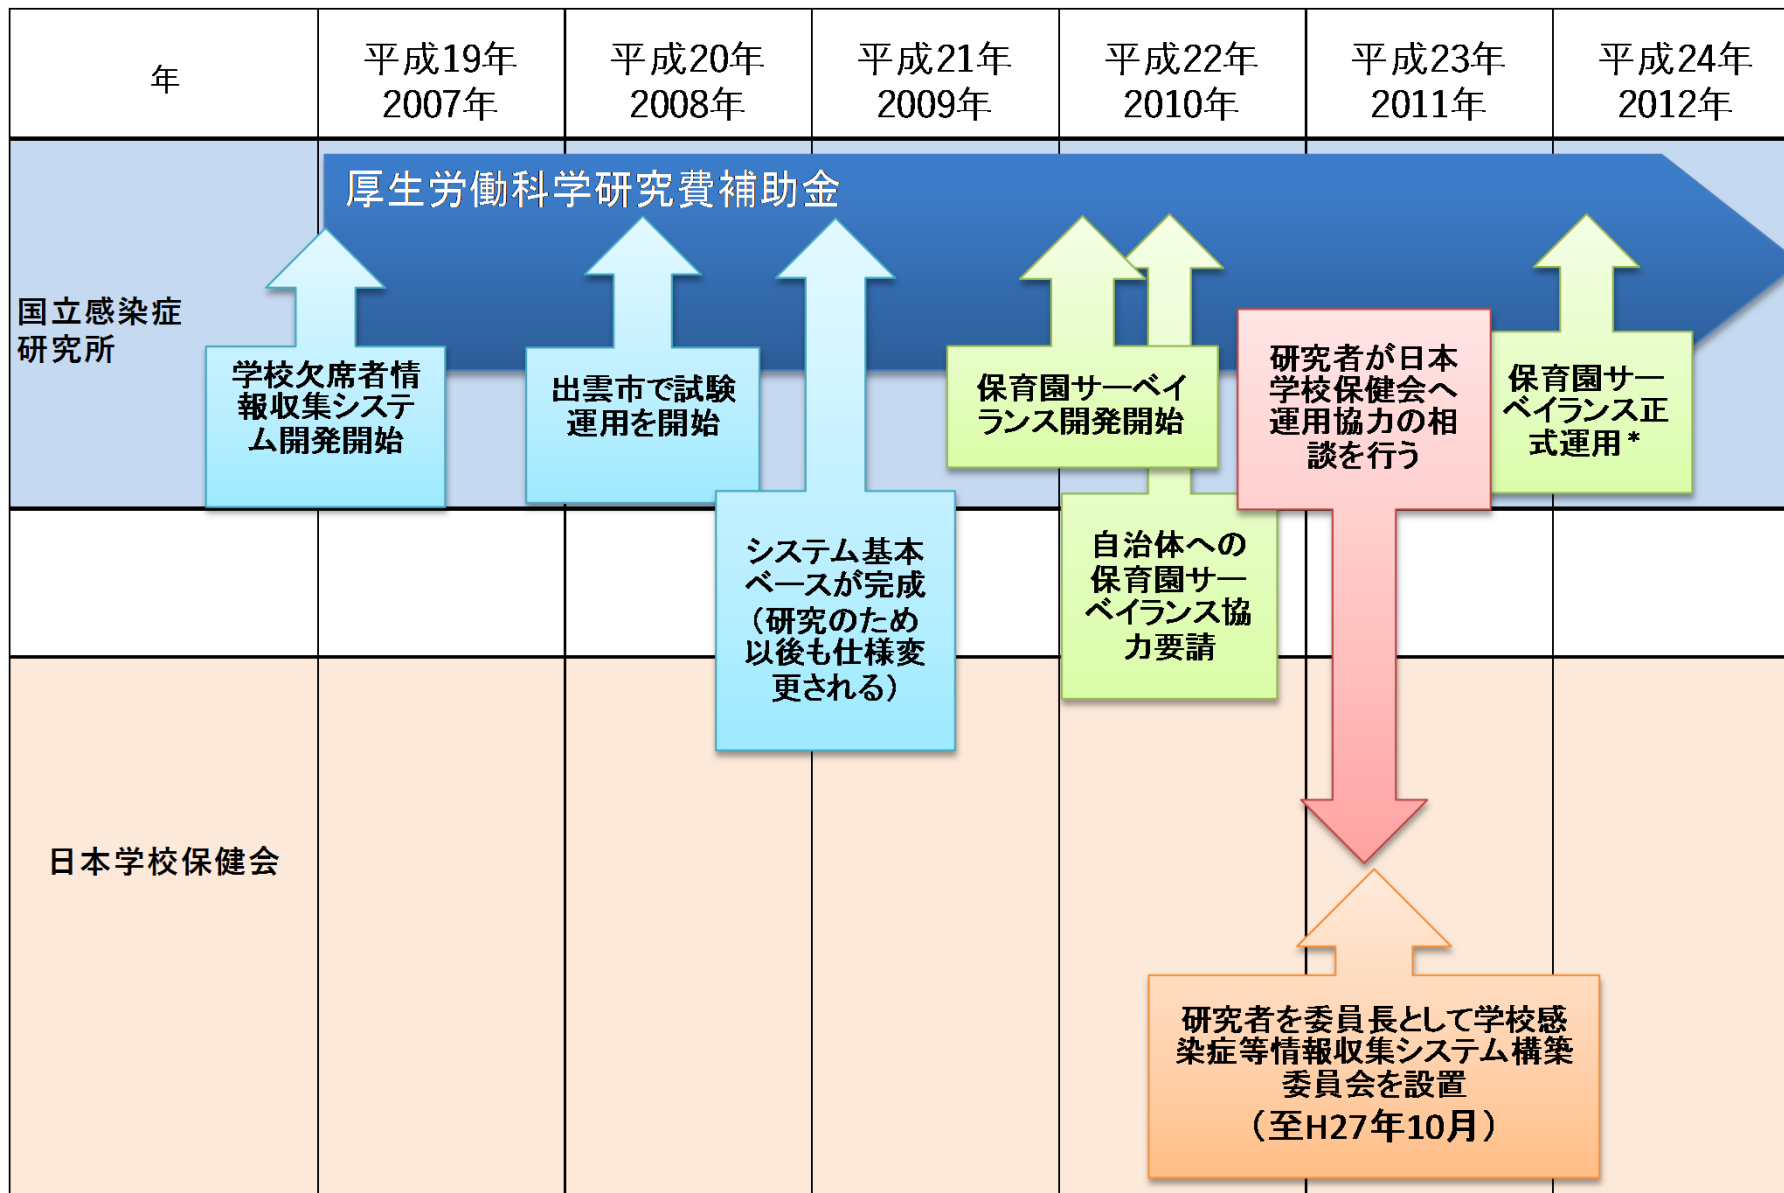 年
平成19年
2007年
平成20年
2008年
平成21年
2009年
平成22年
2010年
平成23年
2011年
平成24年
2012年
厚生労働科学研究費補助金
国立感染症
研究所
学校欠席者情
報収集システ
ム開発開始
出雲市で試験
運用を開始
システム基本
ベースが完成
(研究のため
以後も仕様変
更される)
保育園サーベイ
ランス開発開始
自治体への
保育園サー
ベイランス協
力要請
研究者が日本
学校保健会へ
運用協力の相
談を行う
保育園サー
ベイランス正
式運用*
日本学校保健会
研究者を委員長として学校感
染症等情報収集システム構築
委員会を設置
(至H27年10月)